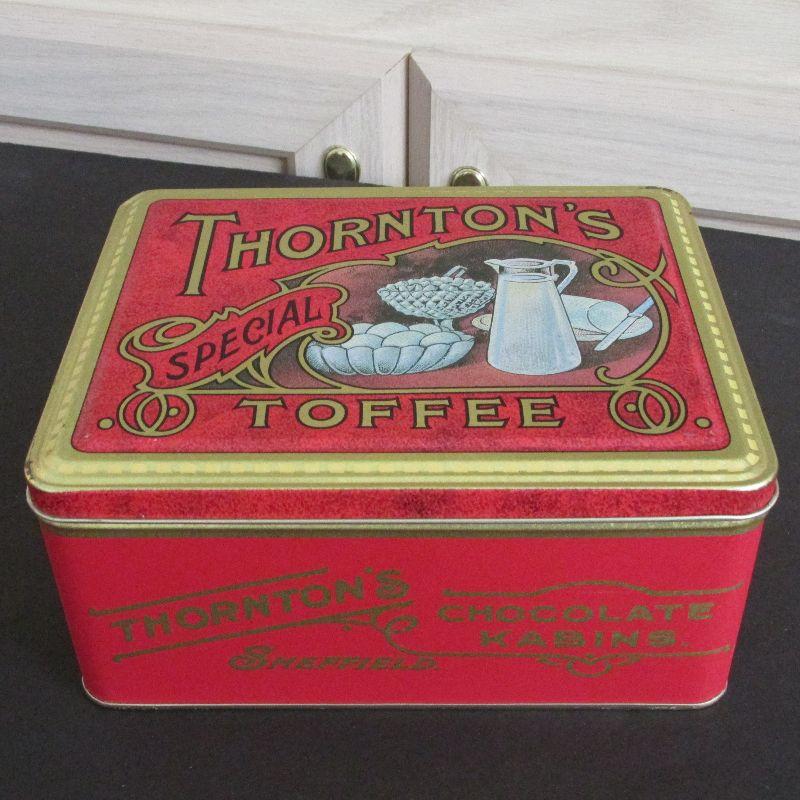 THORNTON'S
SPECIAL
TOFFEE
THORNTON'S
SHEFFIELD.
CHOCOLATE
KABINS.